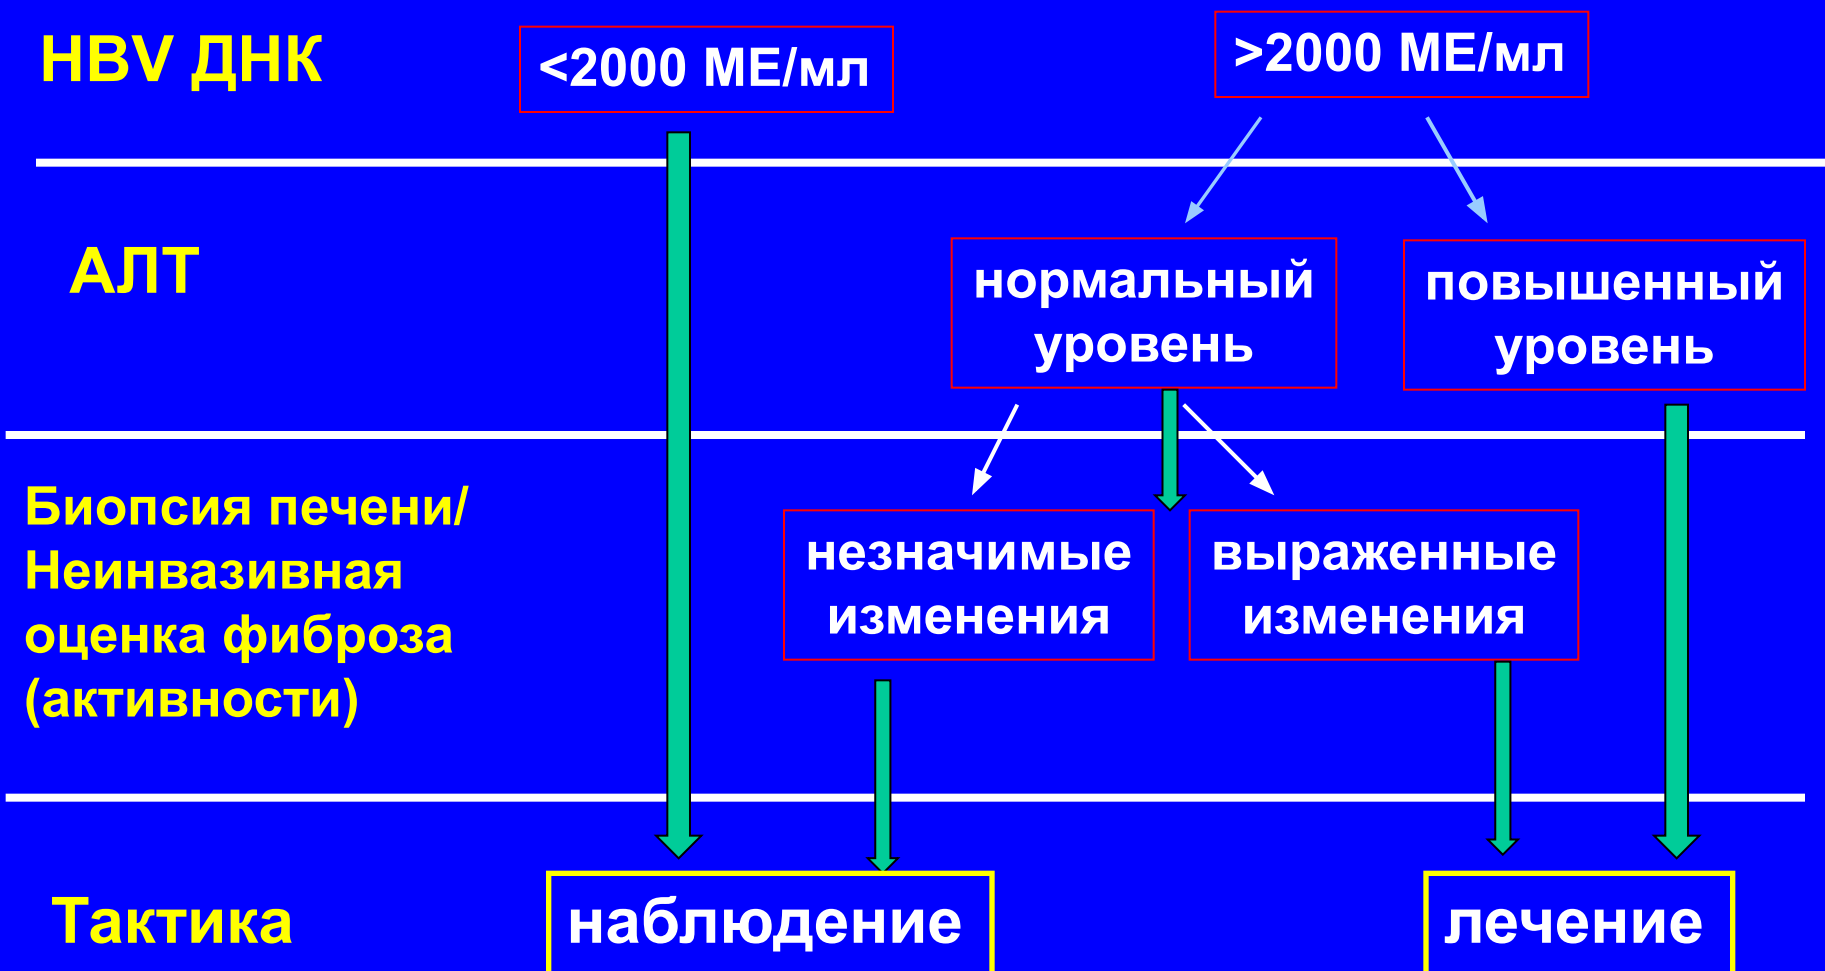 HBV ДНК
<2000 МЕ/мл
>2000 МЕ/мл
АЛТ
нормальный
уровень
повышенный
уровень
Биопсия печени/
Неинвазивная
оценка фиброза
(активности)
незначимые
изменения
выраженные
изменения
Тактика
наблюдение
лечение